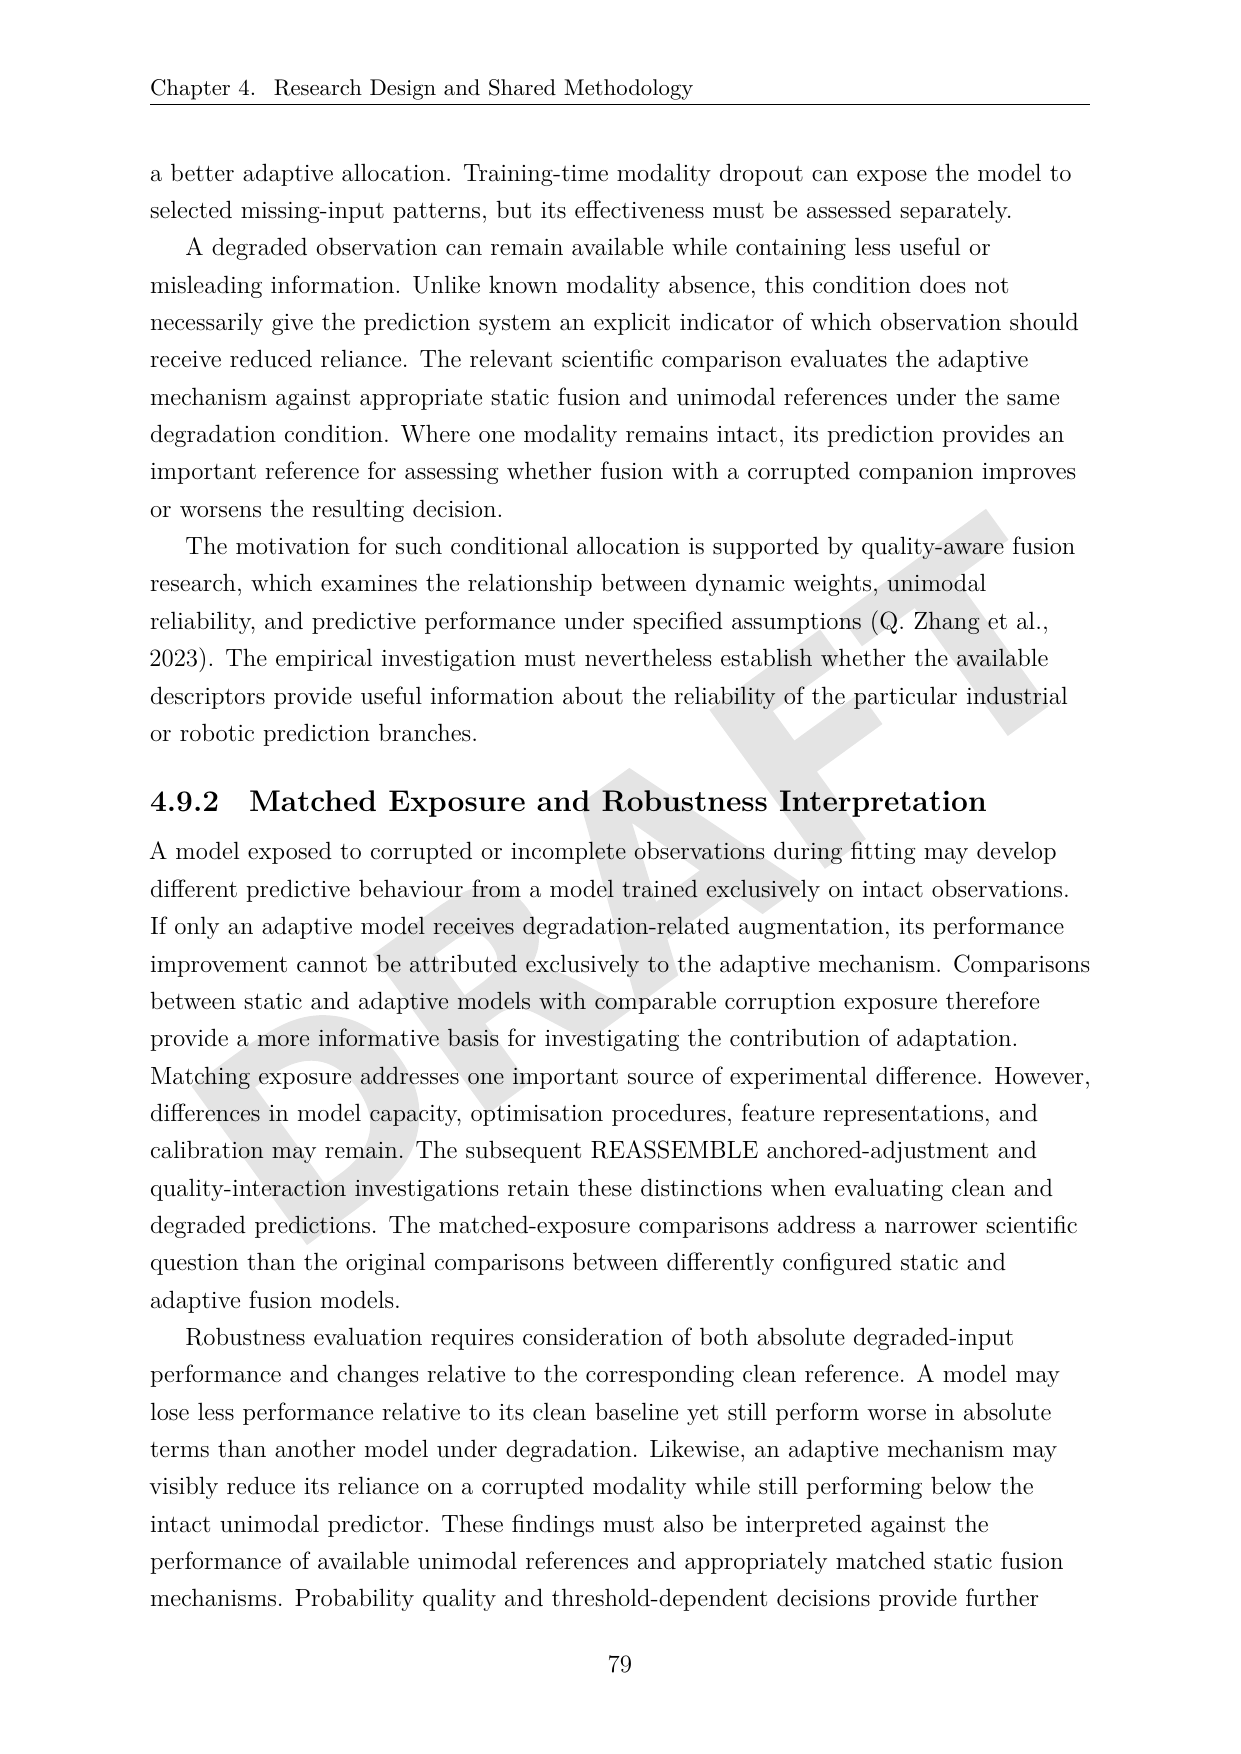 Chapter 4. Research Design and Shared Methodology
a better adaptive allocation. Training-time modality dropout can expose the model to
selected missing-input patterns, but its effectiveness must be assessed separately.
A degraded observation can remain available while containing less useful or
misleading information. Unlike known modality absence, this condition does not
necessarily give the prediction system an explicit indicator of which observation should
receive reduced reliance. The relevant scientific comparison evaluates the adaptive
mechanism against appropriate static fusion and unimodal references under the same
degradation condition. Where one modality remains intact, its prediction provides an
important reference for assessing whether fusion with a corrupted companion improves
or worsens the resulting decision.
The motivation for such conditional allocation is supported by quality-aware fusion
research, which examines the relationship between dynamic weights, unimodal
reliability, and predictive performance under specified assumptions (Q. Zhang et al.,
2023). The empirical investigation must nevertheless establish whether the available
descriptors provide useful information about the reliability of the particular industrial
or robotic prediction branches.
4.9.2 Matched Exposure and Robustness Interpretation
A model exposed to corrupted or incomplete observations during fitting may develop
different predictive behaviour from a model trained exclusively on intact observations.
If only an adaptive model receives degradation-related augmentation, its performance
improvement cannot be attributed exclusively to the adaptive mechanism. Comparisons
between static and adaptive models with comparable corruption exposure therefore
provide a more informative basis for investigating the contribution of adaptation.
Matching exposure addresses one important source of experimental difference. However,
differences in model capacity, optimisation procedures, feature representations, and
calibration may remain. The subsequent REASSEMBLE anchored-adjustment and
quality-interaction investigations retain these distinctions when evaluating clean and
degraded predictions. The matched-exposure comparisons address a narrower scientific
question than the original comparisons between differently configured static and
adaptive fusion models.
Robustness evaluation requires consideration of both absolute degraded-input
performance and changes relative to the corresponding clean reference. A model may
lose less performance relative to its clean baseline yet still perform worse in absolute
terms than another model under degradation. Likewise, an adaptive mechanism may
visibly reduce its reliance on a corrupted modality while still performing below the
intact unimodal predictor. These findings must also be interpreted against the
performance of available unimodal references and appropriately matched static fusion
mechanisms. Probability quality and threshold-dependent decisions provide further
79
DRAFT